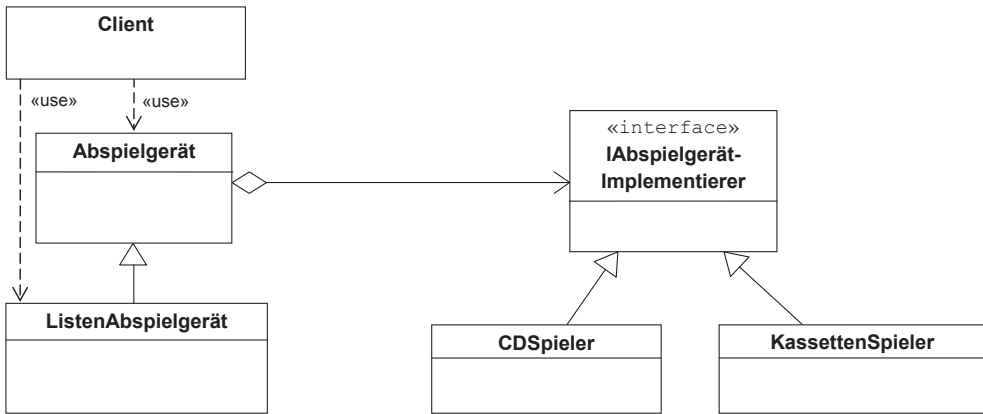 Client
«use»
«use»
Abspielgerät
«interface»
IAbspielgerät-
Implementierer
ListenAbspielgerät
CDSpieler
KassettenSpieler